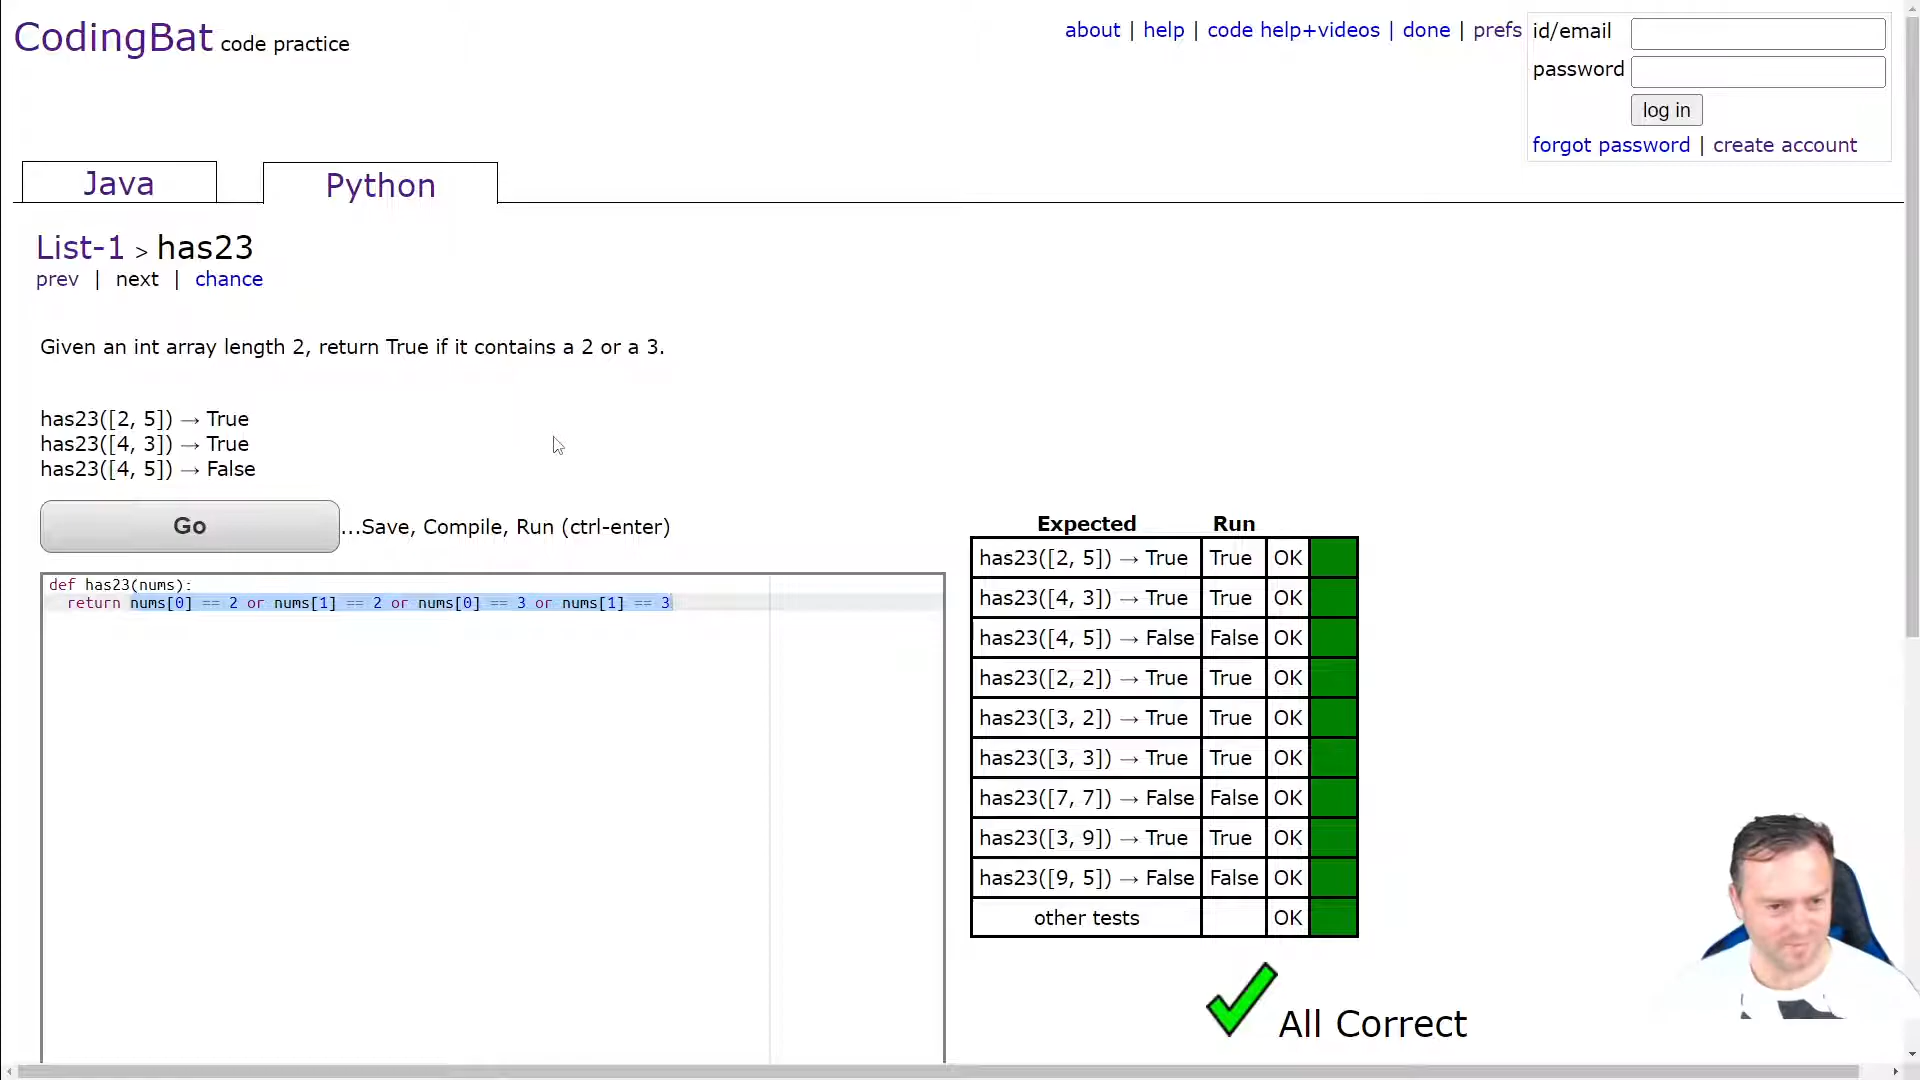 CodingBat code practice
about | help | code help+videos | done | prefs
id/email
password
log in
forgot password | create account
Java
Python
List-1 > has23
prev | next | chance
Given an int array length 2, return True if it contains a 2 or a 3.
has23([2, 5]) → True
has23([4, 3]) → True
has23([4, 5]) → False
Go ...Save, Compile, Run (ctrl-enter)
def has23(nums):
return nums[0] == 2 or nums[1] == 2 or nums[0] == 3 or nums[1] == 3
Expected Run
has23([2, 5]) → True True OK
has23([4, 3]) → True True OK
has23([4, 5]) → False False OK
has23([2, 2]) → True True OK
has23([3, 2]) → True True OK
has23([3, 3]) → True True OK
has23([7, 7]) → False False OK
has23([3, 9]) → True True OK
has23([9, 5]) → False False OK
other tests OK
All Correct